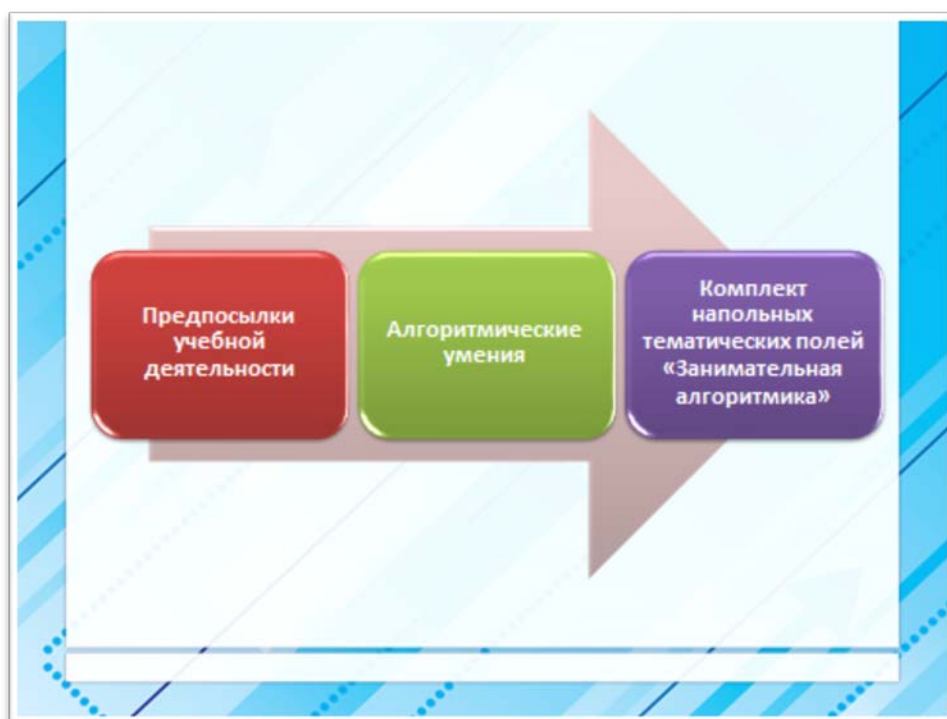 Предпосылки
учебной
деятельности
Алгоритмические
умения
Комплект
напольных
тематических полей
«Занимательная
алгоритмика»